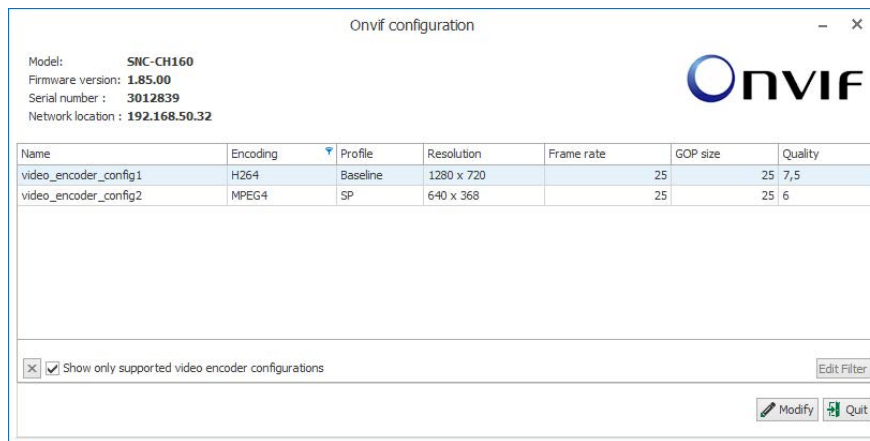 Onvif configuration
Model: SNC-CH160
Firmware version: 1.85.00
Serial number : 3012839
Network location : 192.168.50.32
ONVIF
Name Encoding Profile Resolution Frame rate GOP size Quality
video_encoder_config1 H264 Baseline 1280 x 720 25 25 7,5
video_encoder_config2 MPEG4 SP 640 x 368 25 25 6
Show only supported video encoder configurations
Edit Filter
Modify Quit